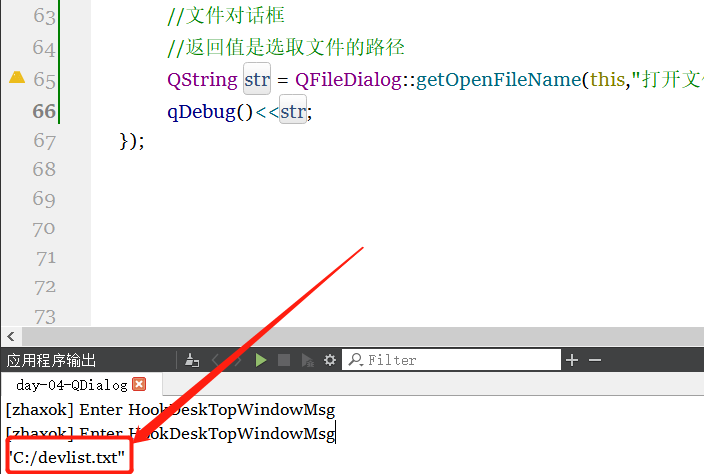 63 //文件对话框
64 //返回值是选取文件的路径
65 QString str = QFileDialog::getOpenFileName(this,"打开文
66 qDebug()<<str;
67 });
68
69
70
71
72
73
应用程序输出 Filter
day-04-QDialog
[zhaxok] Enter HookDeskTopWindowMsg
[zhaxok] Enter HookDeskTopWindowMsg
"C:/devlist.txt"